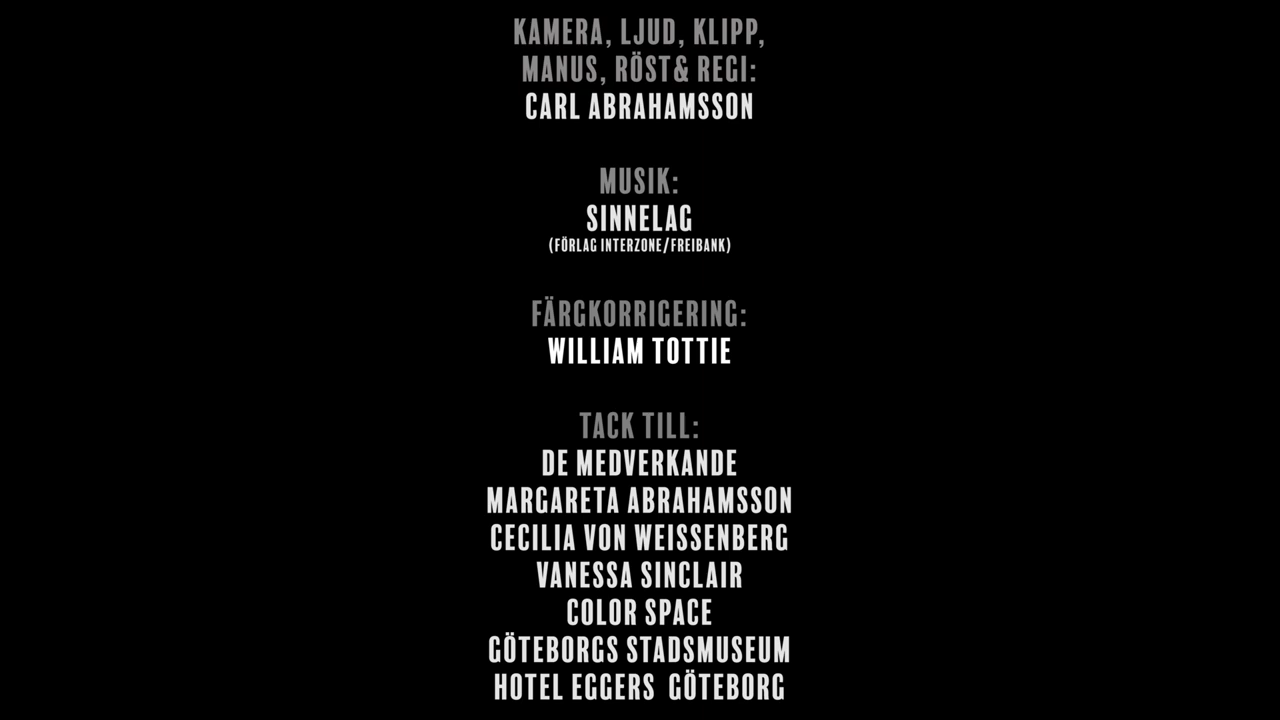 KAMERA, LJUD, KLIPP,
MANUS, RÖST& REGI:
CARL ABRAHAMSSON
MUSIK:
SINNELAG
(FÖRLAG INTERZONE/FREIBANK)
FÄRGKORRIGERING:
WILLIAM TOTTIE
TACK TILL:
DE MEDVERKANDE
MARGARETA ABRAHAMSSON
CECILIA VON WEISSENBERG
VANESSA SINCLAIR
COLOR SPACE
GÖTEBORGS STADSMUSEUM
HOTEL EGGERS GÖTEBORG